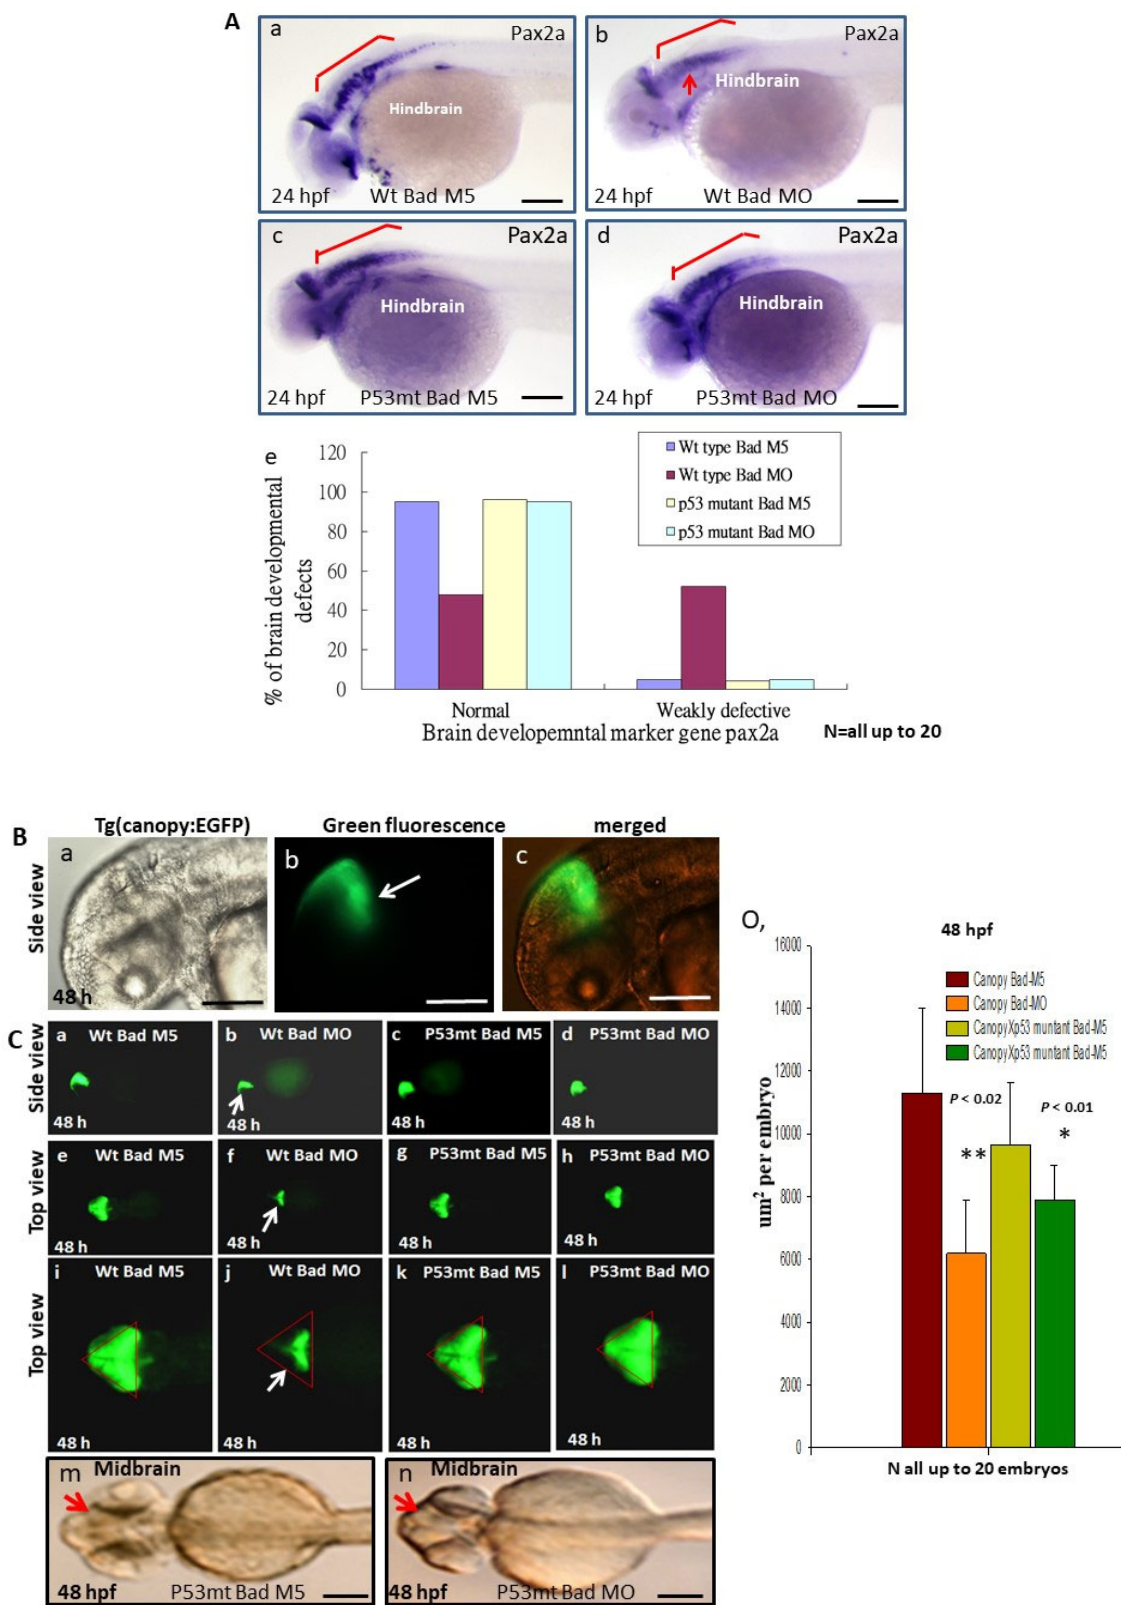 A
a
Pax2a
Hindbrain
24 hpf
Wt Bad M5
b
Pax2a
Hindbrain
24 hpf
Wt Bad MO
c
Pax2a
Hindbrain
24 hpf
P53mt Bad M5
d
Pax2a
Hindbrain
24 hpf
P53mt Bad MO
e
% of brain developmental
defects
120
100
80
60
40
20
0
Wt type Bad M5
Wt type Bad MO
p53 mutant Bad M5
p53 mutant Bad MO
Normal
Weakly defective
Brain developemntal marker gene pax2a
N=all up to 20
B
Tg(canopy:EGFP)
Green fluorescence
merged
Side view
a
48 h
b
c
C
Side view
a
Wt Bad M5
48 h
b
Wt Bad MO
48 h
c
P53mt Bad M5
48 h
d
P53mt Bad MO
48 h
Top view
e
Wt Bad M5
48 h
f
Wt Bad MO
48 h
g
P53mt Bad M5
48 h
h
P53mt Bad MO
48 h
Top view
i
Wt Bad M5
48 h
j
Wt Bad MO
48 h
k
P53mt Bad M5
48 h
l
P53mt Bad MO
48 h
m
Midbrain
48 hpf
P53mt Bad M5
n
Midbrain
48 hpf
P53mt Bad MO
O,
48 hpf
um² per embryo
16000
14000
12000
10000
8000
6000
4000
2000
0
Canopy Bad-M5
Canopy Bad-MO
CanopyXp53 muntant Bad-M5
CanopyXp53 muntant Bad-M5
P < 0.02
**
P < 0.01
*
N all up to 20 embryos